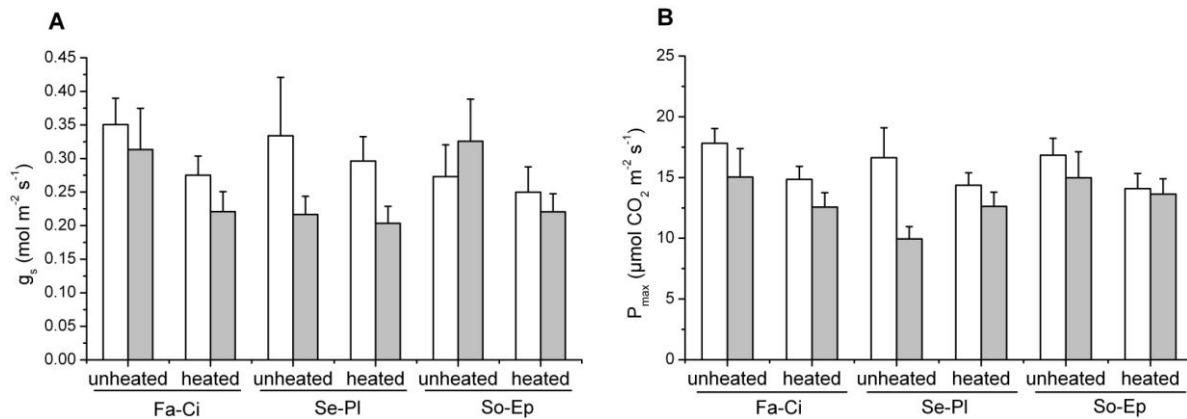 A
0.45
0.40
0.35
0.30
0.25
0.20
0.15
0.10
0.05
0.00
gₛ (mol m⁻² s⁻¹)
unheated heated unheated heated unheated heated
Fa-Ci Se-Pl So-Ep
B
25
20
15
10
5
0
Pₘₐₓ (µmol CO₂ m⁻² s⁻¹)
unheated heated unheated heated unheated heated
Fa-Ci Se-Pl So-Ep